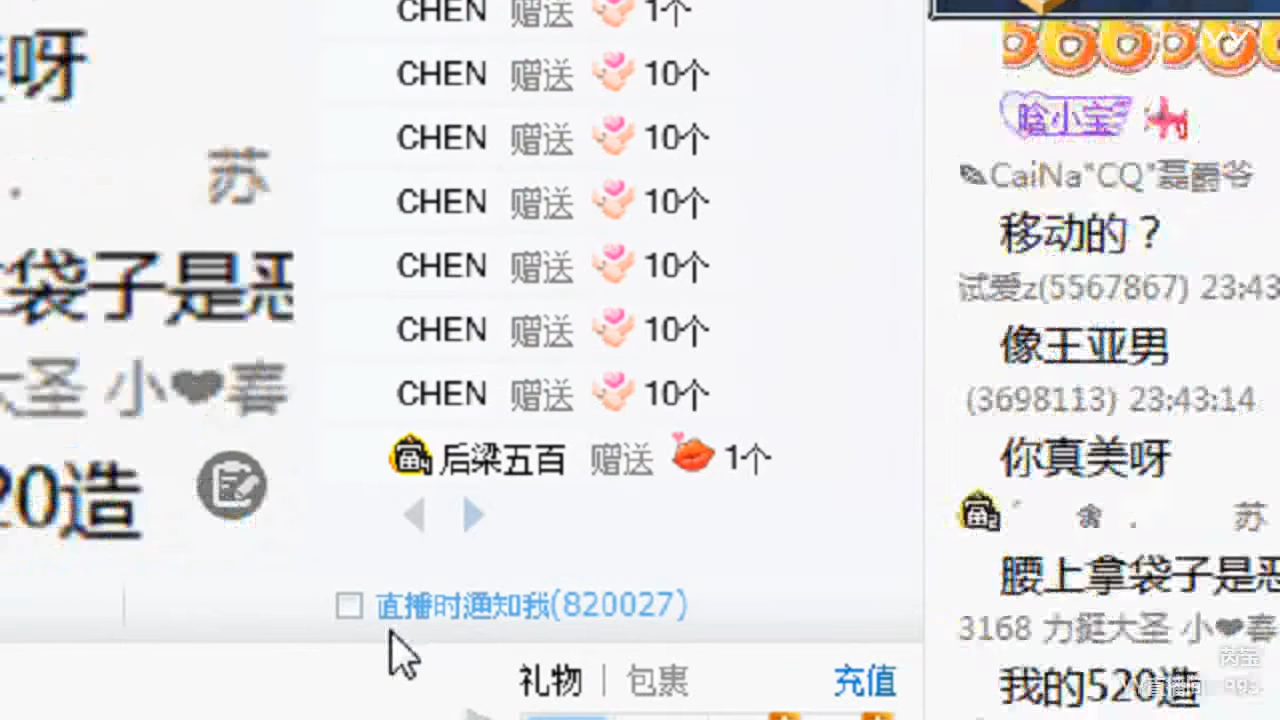 呀
苏
袋子是恶
大圣 小❤春
20造
CHEN 赠送 1个
CHEN 赠送 10个
CHEN 赠送 10个
CHEN 赠送 10个
CHEN 赠送 10个
CHEN 赠送 10个
CHEN 赠送 10个
后梁五百 赠送 1个
直播时通知我(820027)
礼物 | 包裹 充值
晗小宝
CaiNa*CQ*磊爵爷
移动的？
试爱z(5567867) 23:43
像王亚男
(3698113) 23:43:14
你真美呀
苏
腰上拿袋子是恶
3168 力挺大圣 小❤春
我的520造